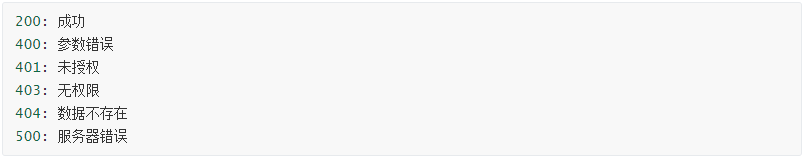 200: 成功
400: 参数错误
401: 未授权
403: 无权限
404: 数据不存在
500: 服务器错误